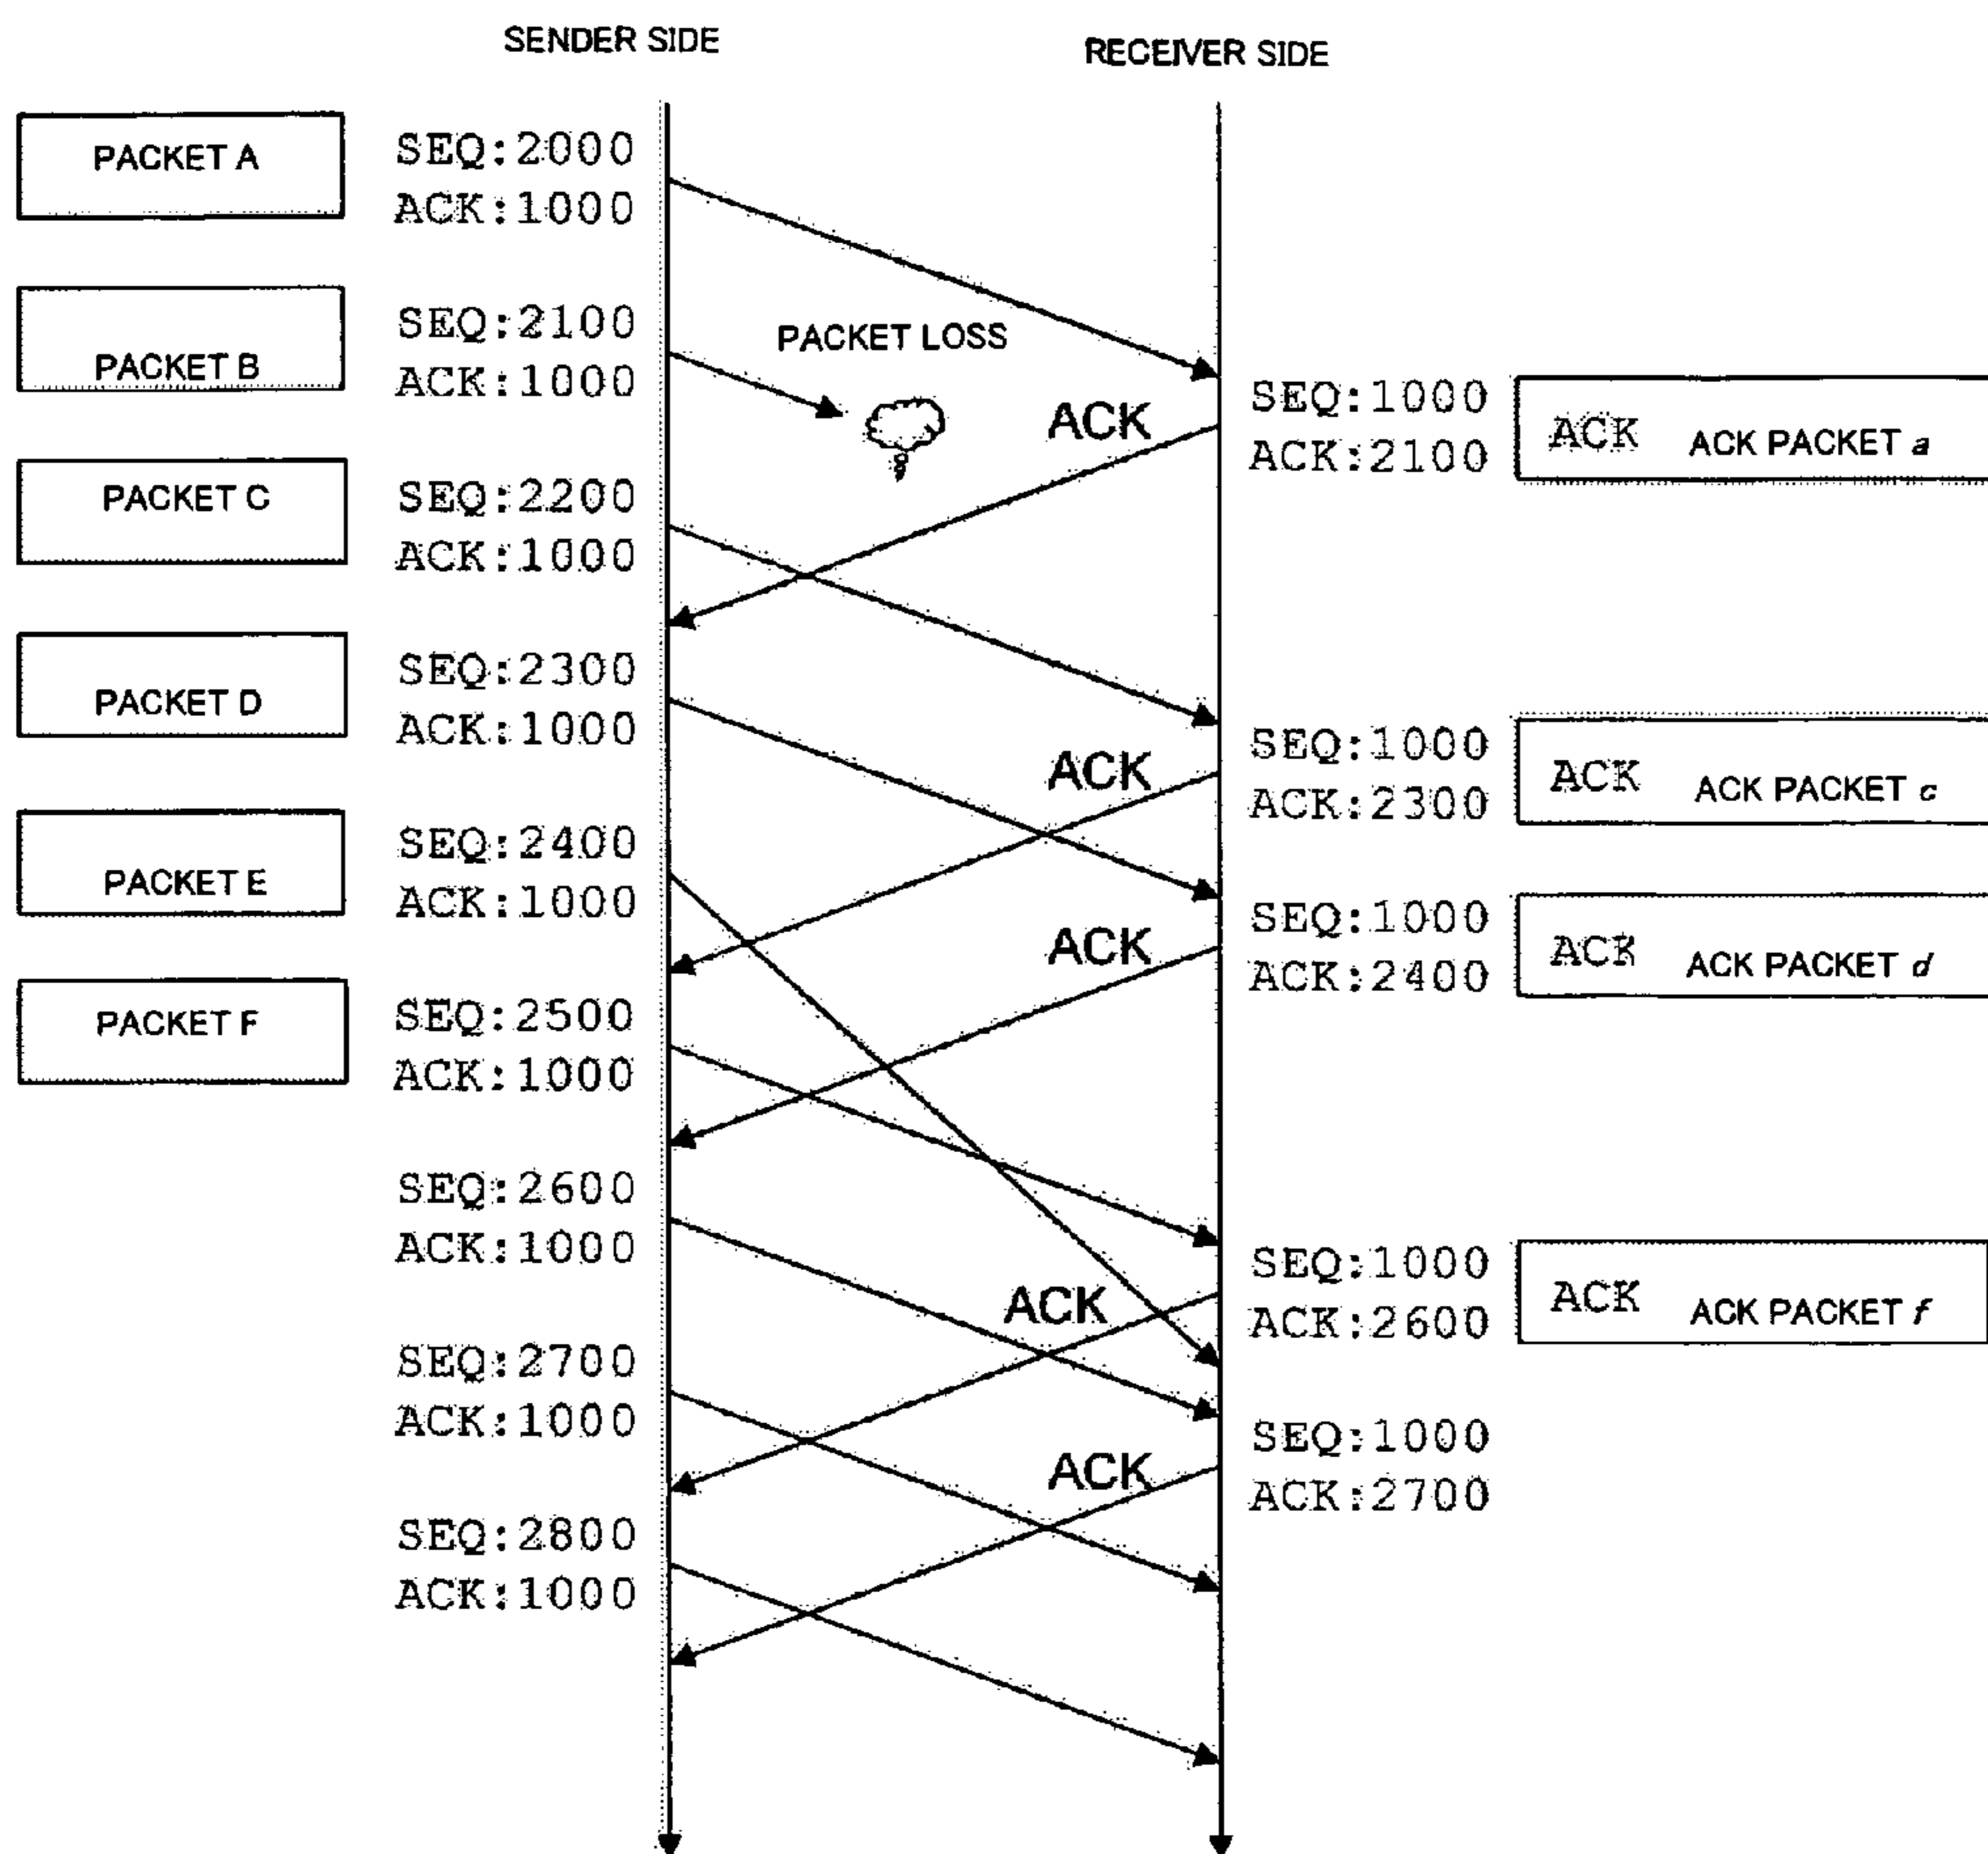 SENDER SIDE
RECEIVER SIDE
PACKET A
SEQ:2000
ACK:1000
PACKET B
SEQ:2100
ACK:1000
PACKET LOSS
ACK
SEQ:1000
ACK:2100
ACK ACK PACKET a
PACKET C
SEQ:2200
ACK:1000
PACKET D
SEQ:2300
ACK:1000
ACK
SEQ:1000
ACK:2300
ACK ACK PACKET c
PACKET E
SEQ:2400
ACK:1000
ACK
SEQ:1000
ACK:2400
ACK ACK PACKET d
PACKET F
SEQ:2500
ACK:1000
SEQ:2600
ACK:1000
ACK
SEQ:1000
ACK:2600
ACK ACK PACKET f
SEQ:2700
ACK:1000
ACK
SEQ:1000
ACK:2700
SEQ:2800
ACK:1000